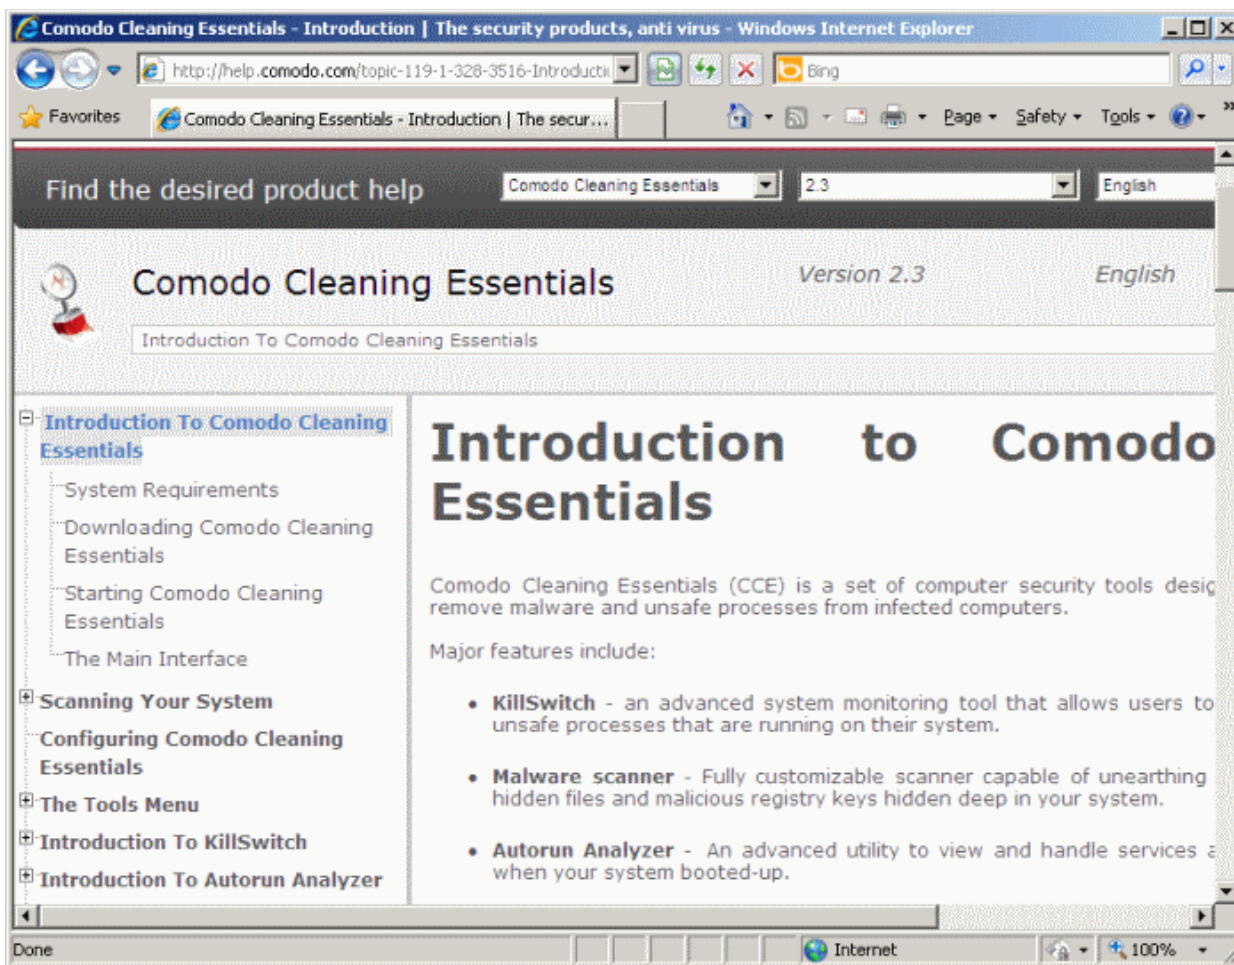 Comodo Cleaning Essentials - Introduction | The security products, anti virus - Windows Internet Explorer
http://help.comodo.com/topic-119-1-328-3516-Introductic
Bing
Favorites
Comodo Cleaning Essentials - Introduction | The secur...
Page
Safety
Tools
Find the desired product help
Comodo Cleaning Essentials
2.3
English
Comodo Cleaning Essentials
Version 2.3
English
Introduction To Comodo Cleaning Essentials
Introduction To Comodo Cleaning
Essentials
System Requirements
Downloading Comodo Cleaning
Essentials
Starting Comodo Cleaning
Essentials
The Main Interface
Scanning Your System
Configuring Comodo Cleaning
Essentials
The Tools Menu
Introduction To KillSwitch
Introduction To Autorun Analyzer
Introduction to Comodo
Essentials
Comodo Cleaning Essentials (CCE) is a set of computer security tools desig
remove malware and unsafe processes from infected computers.
Major features include:
• KillSwitch - an advanced system monitoring tool that allows users to
unsafe processes that are running on their system.
• Malware scanner - Fully customizable scanner capable of unearthing
hidden files and malicious registry keys hidden deep in your system.
• Autorun Analyzer - An advanced utility to view and handle services a
when your system booted-up.
Done
Internet
100%